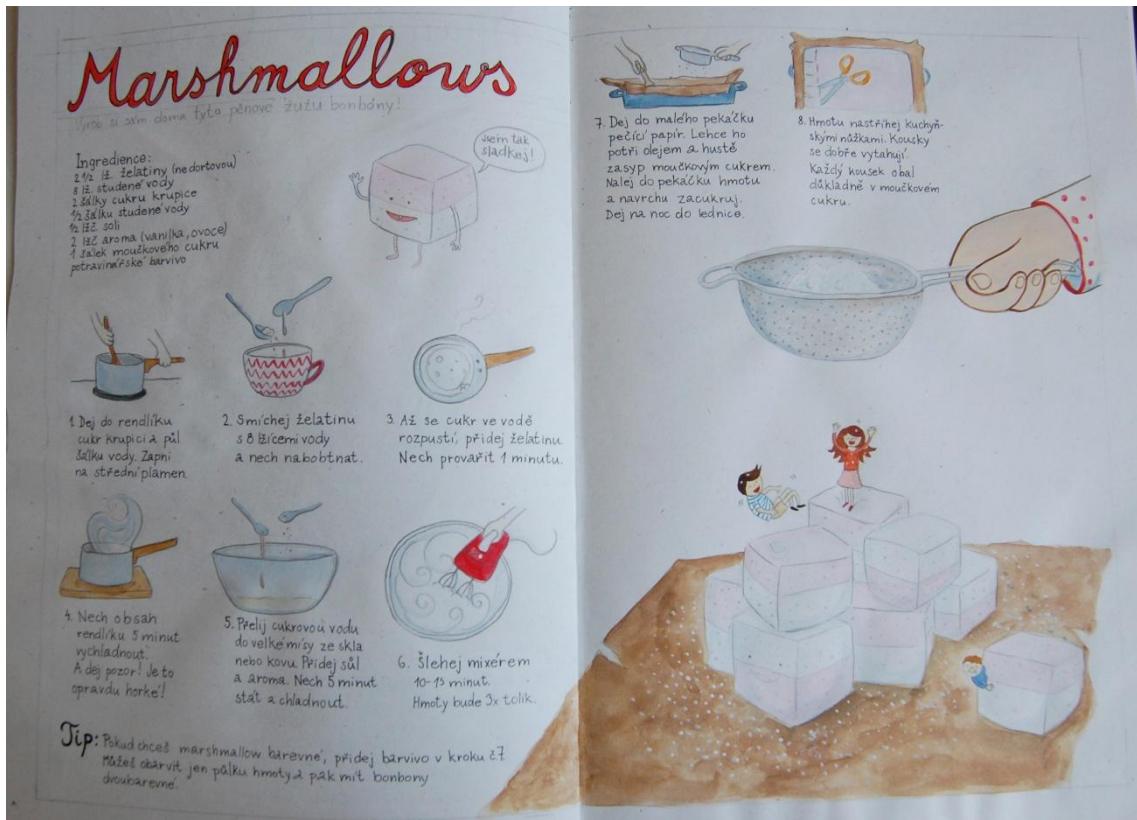 Marshmallows
Vyrob si sám doma tyto pěnové žužu bonbóny!
Ingredience:
2 1/2 lž. želatiny (ne dortovou)
8 lž. studené vody
2 šálky cukru krupice
1/2 šálku studené vody
1/2 lžč soli
2 lžč aroma (vanilka, ovoce)
1 šálek moučkového cukru
potravinářské barvivo
Jsem tak
sladkej!
1. Dej do rendlíku
cukr krupici a půl
šálku vody. Zapni
na střední plamen.
2. Smíchej želatinu
s 8 lžícemi vody
a nech nabobtnat.
3. Až se cukr ve vodě
rozpustí, přidej želatinu.
Nech provařit 1 minutu.
4. Nech obsah
rendlíku 5 minut
vychladnout.
A dej pozor! Je to
opravdu horké!
5. Přelij cukrovou vodu
do velké mísy ze skla
nebo kovu. Přidej sůl
a aroma. Nech 5 minut
stát a chladnout.
6. Šlehej mixérem
10-15 minut.
Hmoty bude 3x tolik.
Tip: Pokud chceš marshmallow barevné, přidej barvivo v kroku č.7
Můžeš obarvit jen půlku hmoty a pak mít bonbony
dvoubarevné.
7. Dej do malého pekáčku
pečící papír. Lehce ho
potři olejem a hustě
zasyp moučkovým cukrem.
Nalej do pekáčku hmotu
a navrchu zacukruj.
Dej na noc do lednice.
8. Hmotu nastříhej kuchyň-
skými nůžkami. Kousky
se dobře vytahují.
Každý kousek obal
důkladně v moučkovém
cukru.